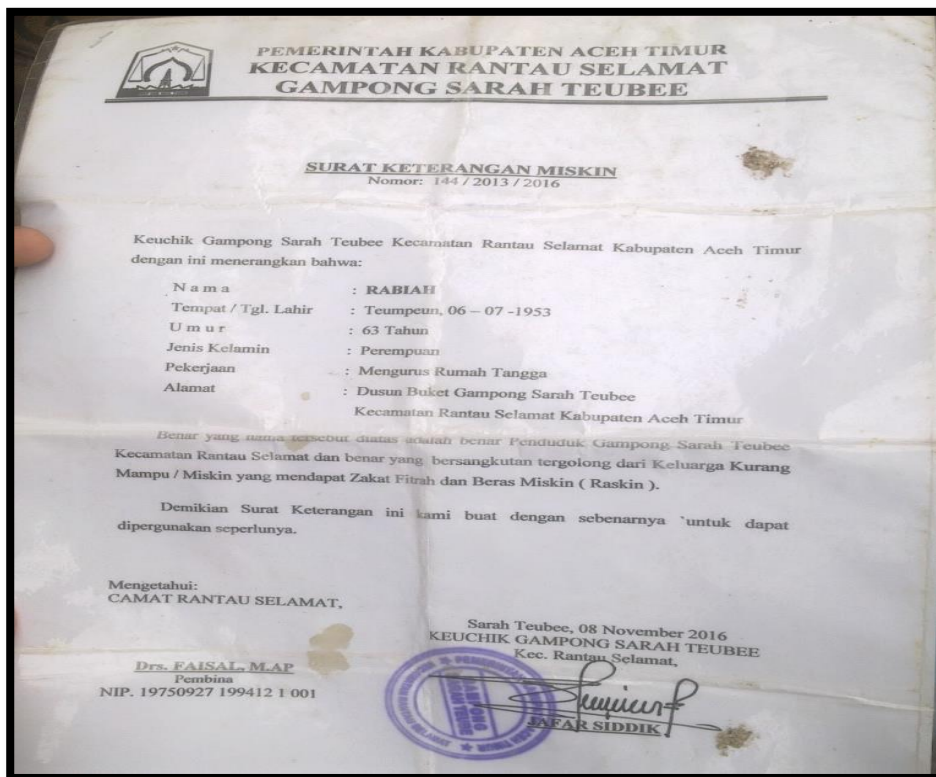 PEMERINTAH KABUPATEN ACEH TIMUR
KECAMATAN RANTAU SELAMAT
GAMPONG SARAH TEUBEE
SURAT KETERANGAN MISKIN
Nomor: 144 / 2013 / 2016
Keuchik Gampong Sarah Teubee Kecamatan Rantau Selamat Kabupaten Aceh Timur
dengan ini menerangkan bahwa:
N a m a : RABIAH
Tempat / Tgl. Lahir : Teumpeun, 06 – 07 -1953
U m u r : 63 Tahun
Jenis Kelamin : Perempuan
Pekerjaan : Mengurus Rumah Tangga
Alamat : Dusun Buket Gampong Sarah Teubee
Kecamatan Rantau Selamat Kabupaten Aceh Timur
Benar yang nama tersebut diatas adalah benar Penduduk Gampong Sarah Teubee
Kecamatan Rantau Selamat dan benar yang bersangkutan tergolong dari Keluarga Kurang
Mampu / Miskin yang mendapat Zakat Fitrah dan Beras Miskin ( Raskin ).
Demikian Surat Keterangan ini kami buat dengan sebenarnya `untuk dapat
dipergunakan seperlunya.
Mengetahui:
CAMAT RANTAU SELAMAT,
Drs. FAISAL, M.AP
Pembina
NIP. 19750927 199412 1 001
Sarah Teubee, 08 November 2016
KEUCHIK GAMPONG SARAH TEUBEE
Kec. Rantau Selamat,
JAFAR SIDDIK